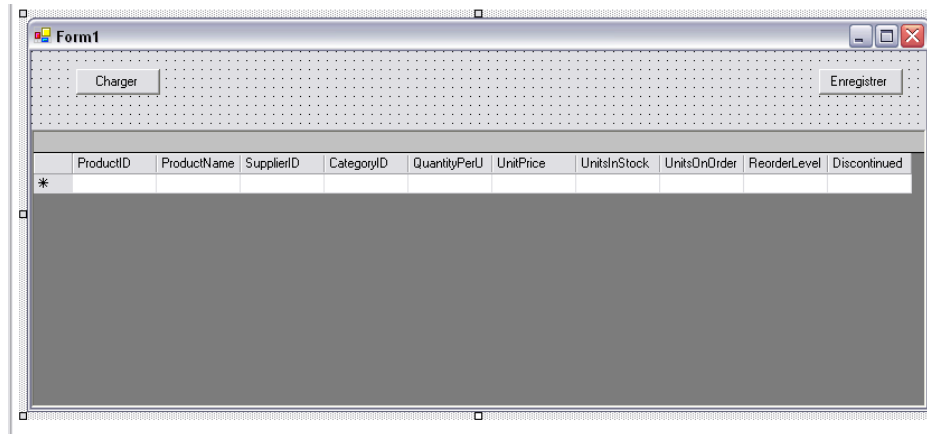 Form1
Charger Enregistrer
ProductID ProductName SupplierID CategoryID QuantityPerU UnitPrice UnitsInStock UnitsOnOrder ReorderLevel Discontinued